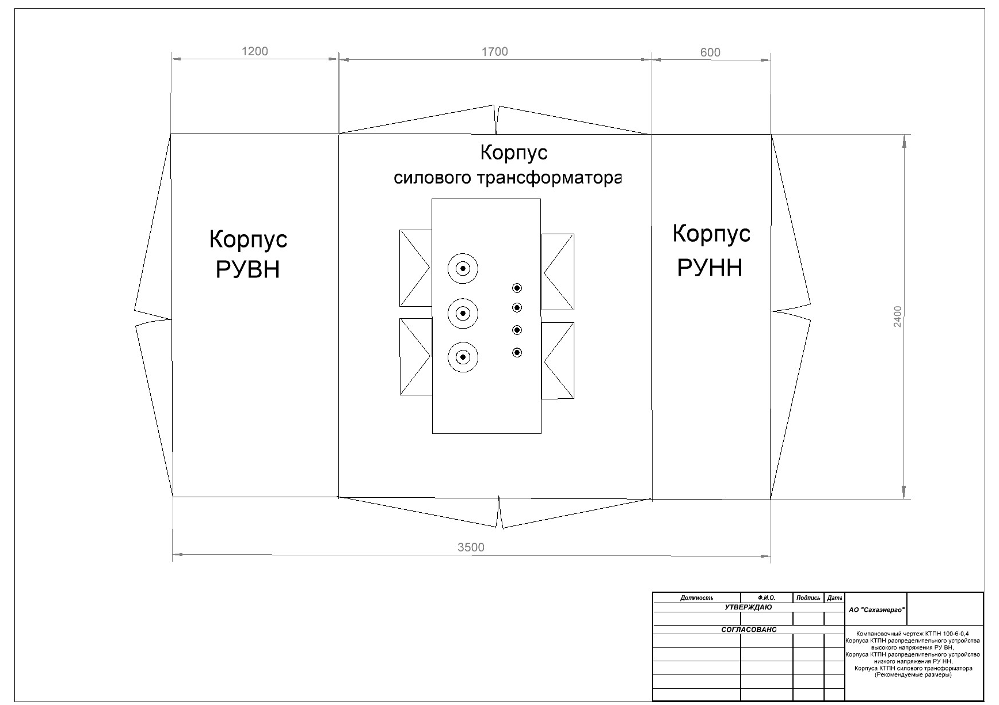 1200
1700
600
Корпус
силового трансформатора
Корпус
РУВН
Корпус
РУНН
2400
3500
Должность Ф.И.О. Подпись Дата
УТВЕРЖДАЮ
СОГЛАСОВАНО
АО "Сахаэнерго"
Компановочный чертеж КТПН 100-6-0,4
Корпуса КТПН распределительного устройства
высокого напряжения РУ ВН,
Корпуса КТПН распределительного устройство
низкого напряжения РУ НН,
Корпуса КТПН силового трансформатора
(Рекомендуемые размеры)